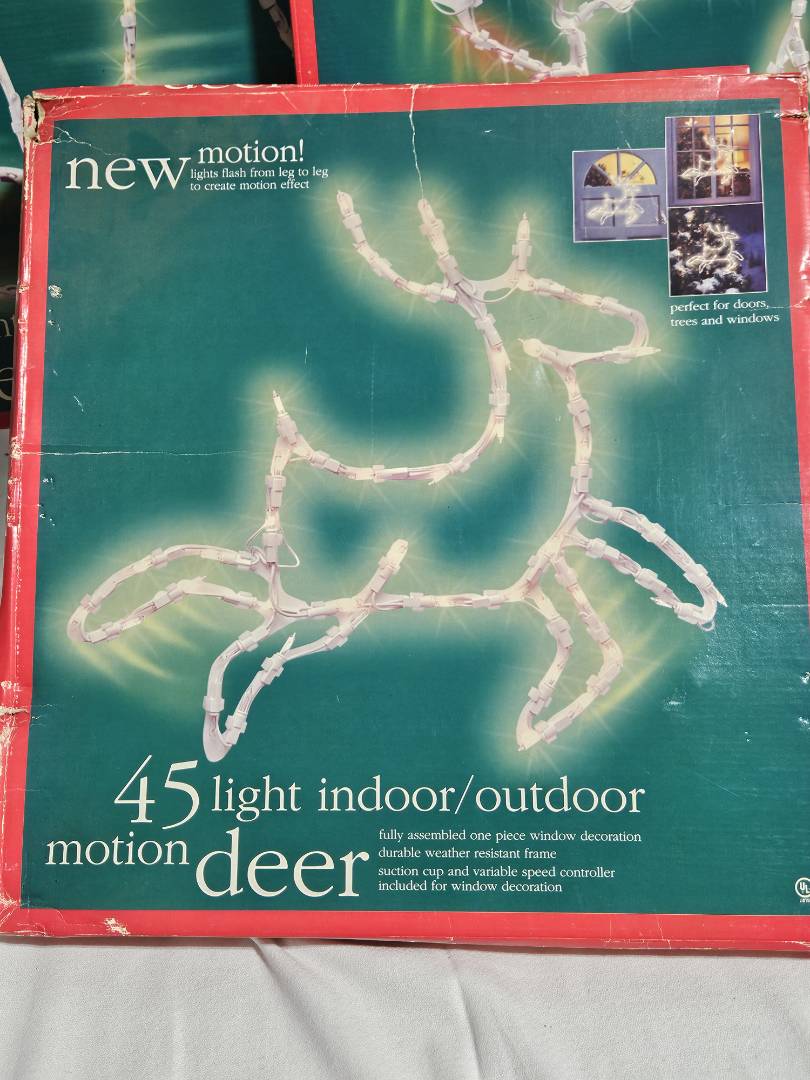 new motion!
lights flash from leg to leg
to create motion effect
perfect for doors,
trees and windows
45 light indoor/outdoor
motion deer
fully assembled one piece window decoration
durable weather resistant frame
suction cup and variable speed controller
included for window decoration
UL